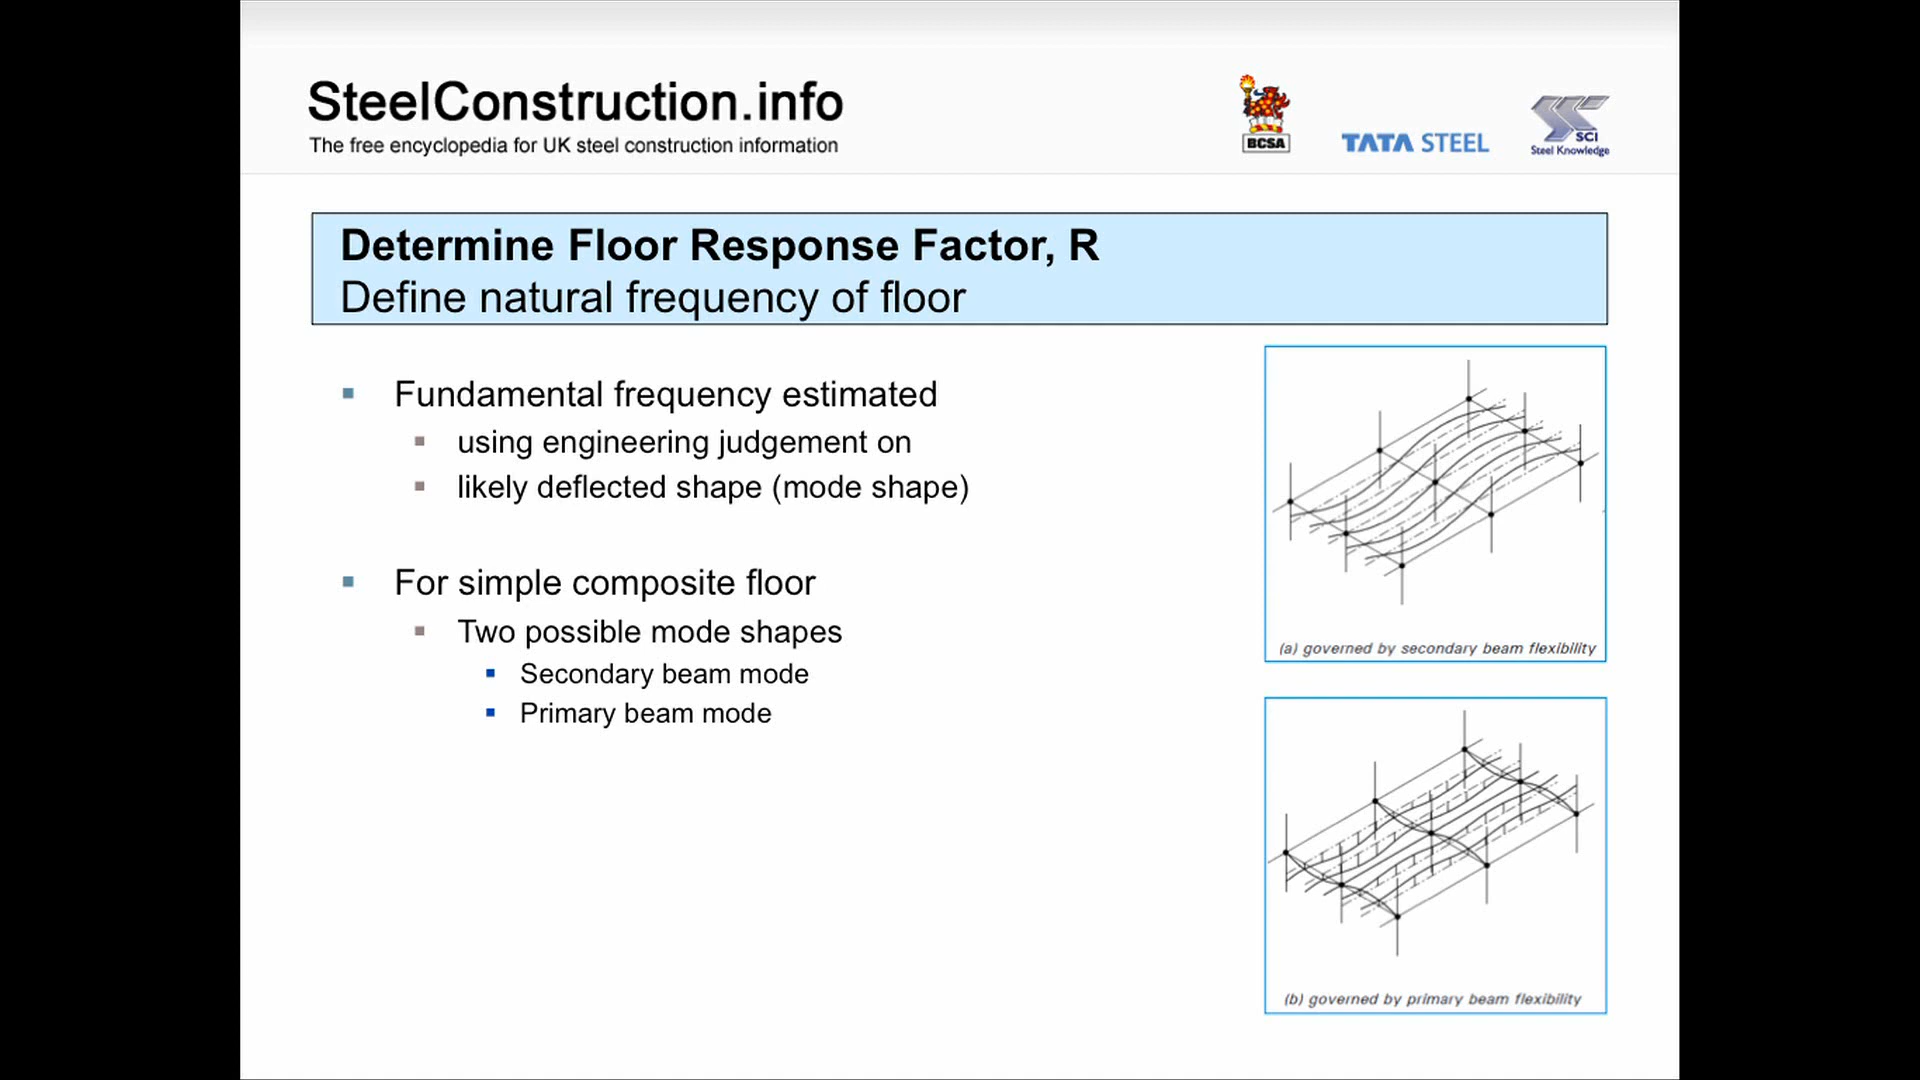 SteelConstruction.info
The free encyclopedia for UK steel construction information
BCSA
TATA STEEL
SCI
Steel Knowledge
Determine Floor Response Factor, R
Define natural frequency of floor
Fundamental frequency estimated
using engineering judgement on
likely deflected shape (mode shape)
For simple composite floor
Two possible mode shapes
Secondary beam mode
Primary beam mode
(a) governed by secondary beam flexibility
(b) governed by primary beam flexibility